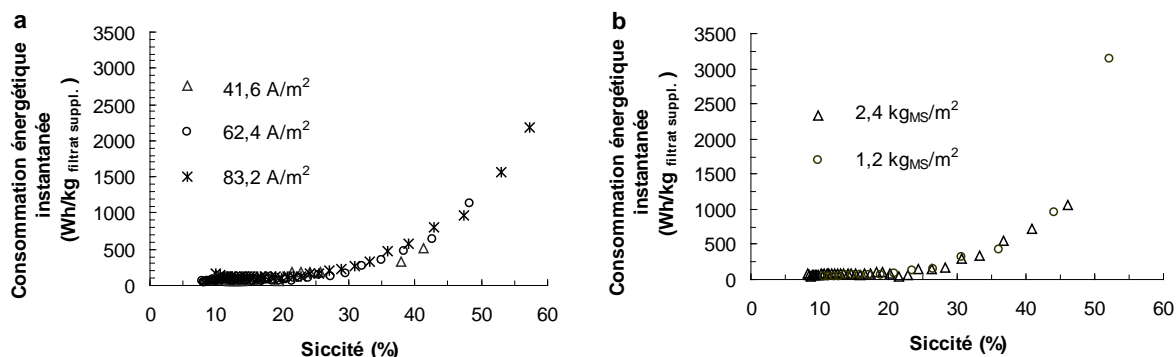 a
Consommation énergétique
instantanée
(Wh/kg filtrat suppl.)
3500
3000
2500
2000
1500
1000
500
0
41,6 A/m²
62,4 A/m²
83,2 A/m²
0 10 20 30 40 50 60
Siccité (%)
b
Consommation énergétique
instantanée
(Wh/kg filtrat suppl.)
3500
3000
2500
2000
1500
1000
500
0
2,4 kgMS/m²
1,2 kgMS/m²
0 10 20 30 40 50 60
Siccité (%)